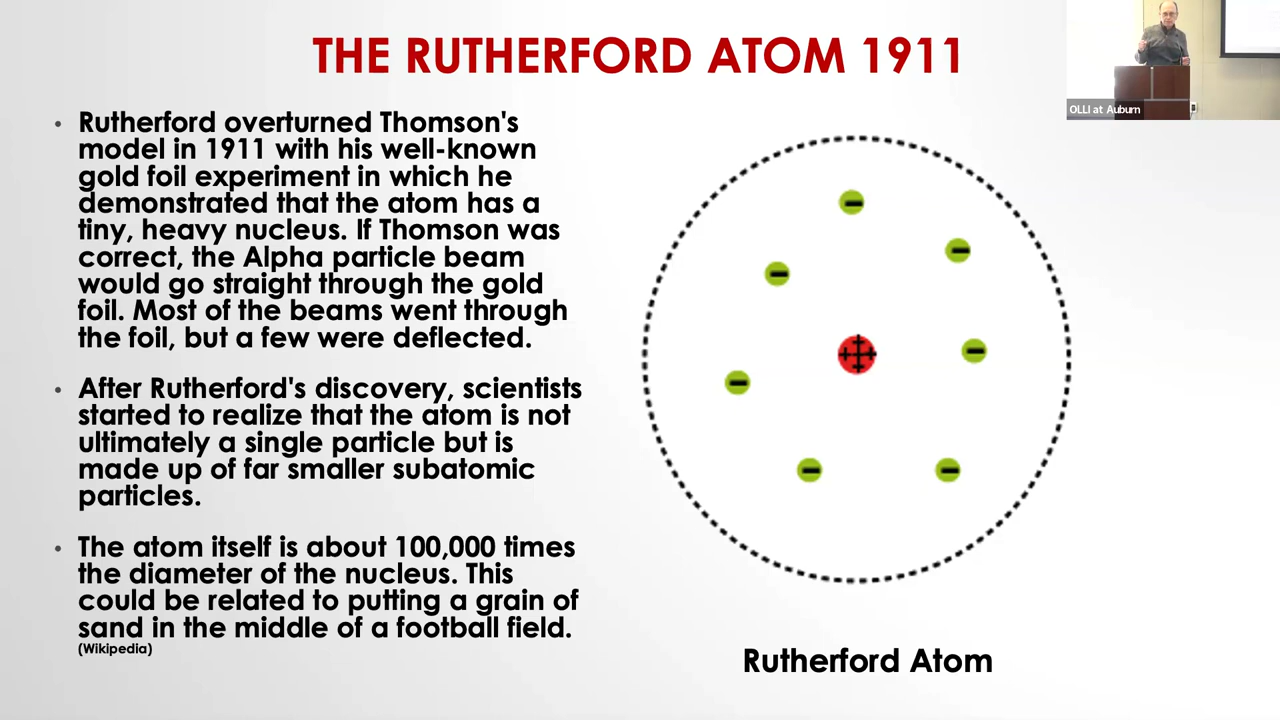 THE RUTHERFORD ATOM 1911
OLLI at Auburn
• Rutherford overturned Thomson's
model in 1911 with his well-known
gold foil experiment in which he
demonstrated that the atom has a
tiny, heavy nucleus. If Thomson was
correct, the Alpha particle beam
would go straight through the gold
foil. Most of the beams went through
the foil, but a few were deflected.
• After Rutherford's discovery, scientists
started to realize that the atom is not
ultimately a single particle but is
made up of far smaller subatomic
particles.
• The atom itself is about 100,000 times
the diameter of the nucleus. This
could be related to putting a grain of
sand in the middle of a football field.
(Wikipedia)
Rutherford Atom